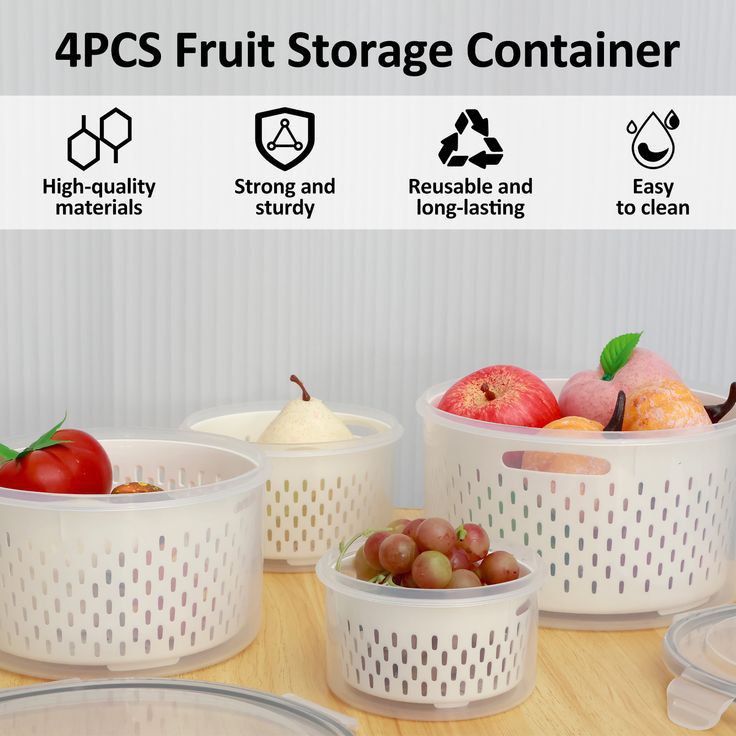 4PCS Fruit Storage Container
High-quality
materials
Strong and
sturdy
Reusable and
long-lasting
Easy
to clean